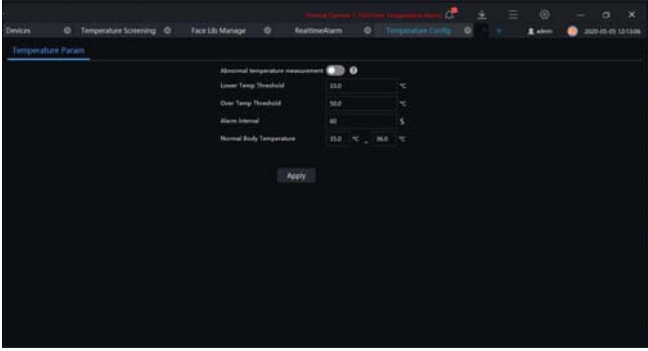 Devices Temperature Screening Face Lib Manage RealtimeAlarm Temperature Config admin 2020-05-05 12:13:06
Temperature Param
Abnormal temperature measurement
Lower Temp Threshold 33.0 °C
Over Temp Threshold 50.0 °C
Alarm Interval 60 S
Normal Body Temperature 35.0 °C - 36.0 °C
Apply